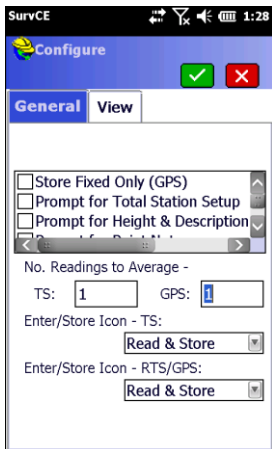 SurvCE 1:28
Configure
General View
Store Fixed Only (GPS)
Prompt for Total Station Setup
Prompt for Height & Description
No. Readings to Average -
TS: 1 GPS: 1
Enter/Store Icon - TS:
Read & Store
Enter/Store Icon - RTS/GPS:
Read & Store